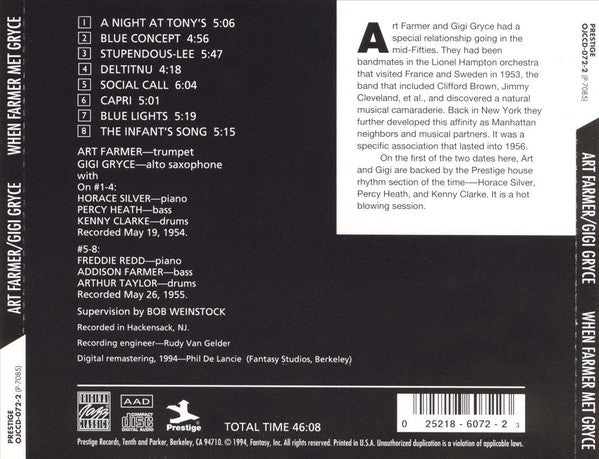 PRESTIGE
OJCCD-072-2 (P-7085)
ART FARMER/GIGI GRYCE WHEN FARMER MET GRYCE
1 A NIGHT AT TONY'S 5:06
2 BLUE CONCEPT 4:56
3 STUPENDOUS-LEE 5:47
4 DELTITNU 4:18
5 SOCIAL CALL 6:04
6 CAPRI 5:01
7 BLUE LIGHTS 5:19
8 THE INFANT'S SONG 5:15
ART FARMER—trumpet
GIGI GRYCE—alto saxophone
with
On #1-4:
HORACE SILVER—piano
PERCY HEATH—bass
KENNY CLARKE—drums
Recorded May 19, 1954.
#5-8:
FREDDIE REDD—piano
ADDISON FARMER—bass
ARTHUR TAYLOR—drums
Recorded May 26, 1955.
Supervision by BOB WEINSTOCK
Recorded in Hackensack, NJ.
Recording engineer—Rudy Van Gelder
Digital remastering, 1994—Phil De Lancie (Fantasy Studios, Berkeley)
Art Farmer and Gigi Gryce had a
special relationship going in the
mid-Fifties. They had been
bandmates in the Lionel Hampton orchestra
that visited France and Sweden in 1953, the
band that included Clifford Brown, Jimmy
Cleveland, et al., and discovered a natural
musical camaraderie. Back in New York they
further developed this affinity as Manhattan
neighbors and musical partners. It was a
specific association that lasted into 1956.
On the first of the two dates here, Art
and Gigi are backed by the Prestige house
rhythm section of the time-—Horace Silver,
Percy Heath, and Kenny Clarke. It is a
hot blowing session.
ORIGINAL
Jazz
CLASSICS
AAD
COMPACT
disc
DIGITAL AUDIO
Prestige
TOTAL TIME 46:08
0 25218-6072-2 3
Prestige Records, Tenth and Parker, Berkeley, CA 94710. © 1994, Fantasy, Inc. All rights reserved. Printed in U.S.A. Unauthorized duplication is a violation of applicable laws.
PRESTIGE
OJCCD-072-2 (P-7085)
ART FARMER/GIGI GRYCE WHEN FARMER MET GRYCE